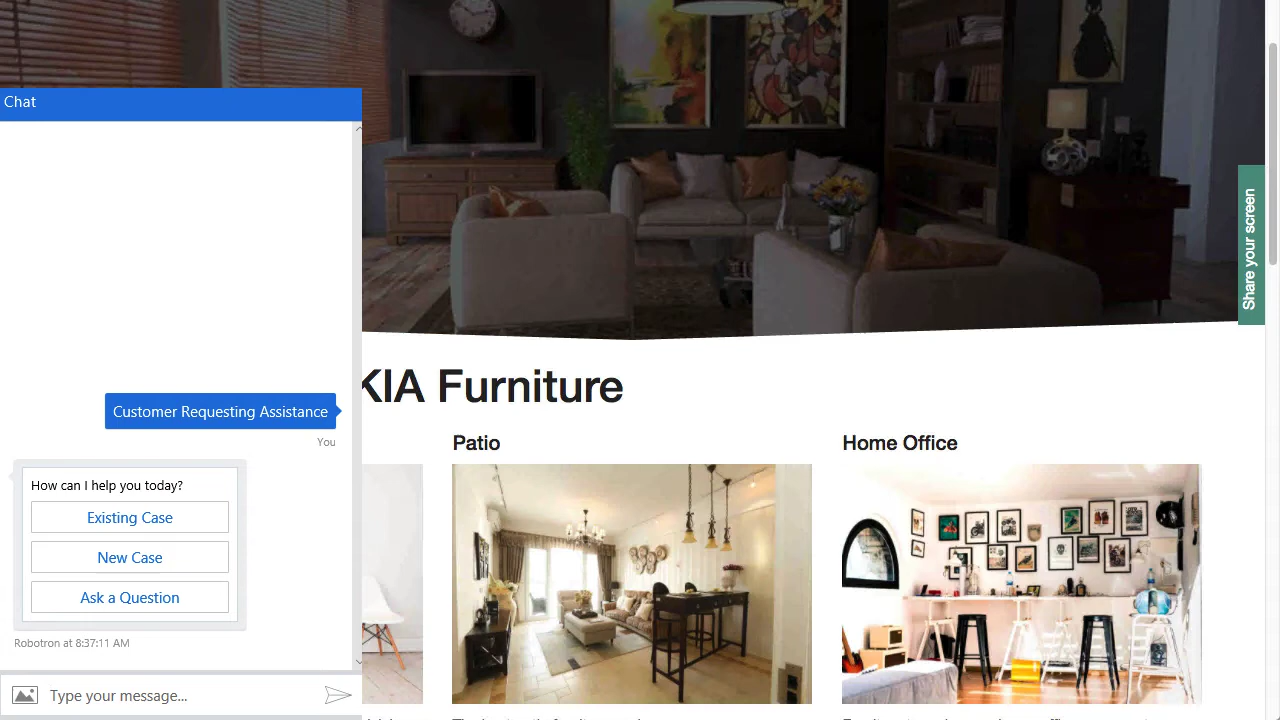 Chat
Customer Requesting Assistance
You
How can I help you today?
Existing Case
New Case
Ask a Question
Robotron at 8:37:11 AM
Type your message...
Share your screen
KIA Furniture
Patio
Home Office